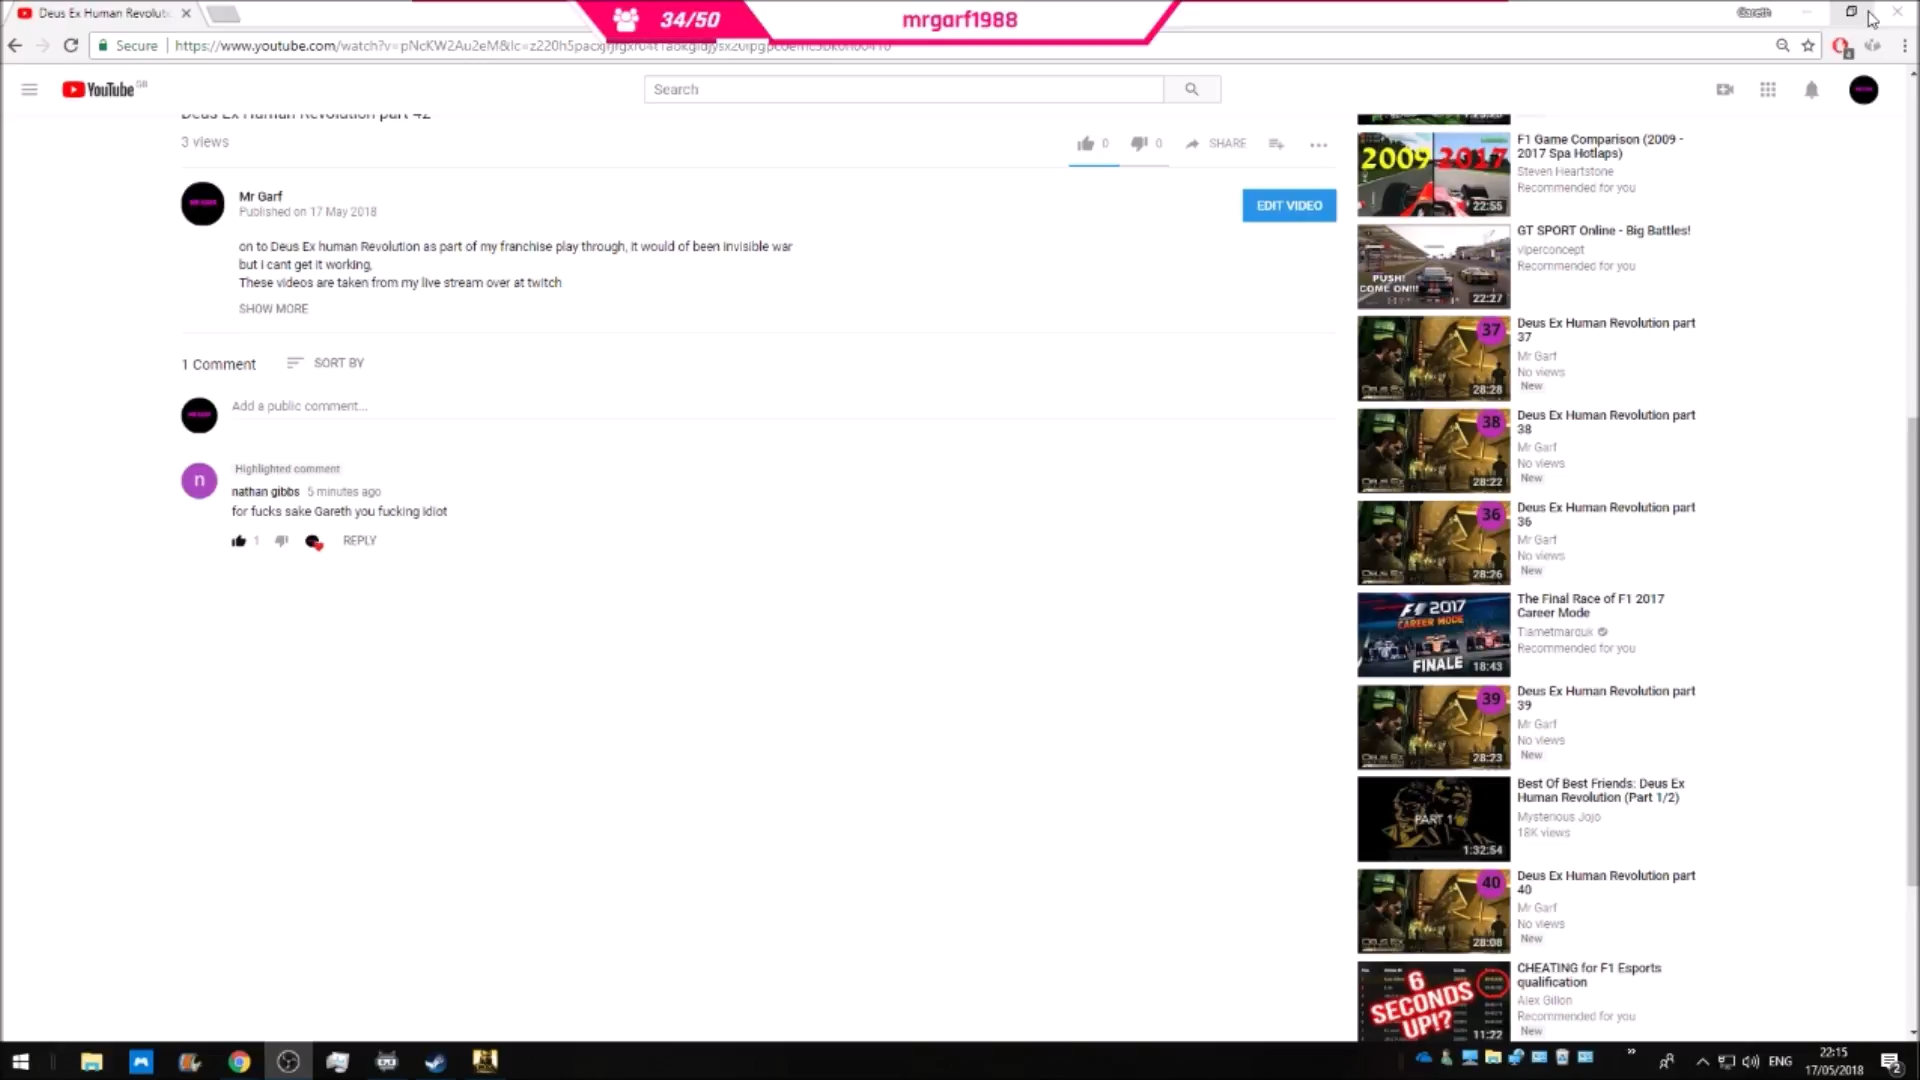 Deus Ex Human Revoluti
34/50
mrgarf1988
Gareth
Secure
YouTube GB
Search
Deus Ex Human Revolution part 42
3 views
0
0
SHARE
Mr Garf
Published on 17 May 2018
EDIT VIDEO
on to Deus Ex human Revolution as part of my franchise play through, it would of been invisible war
but i cant get it working,
These videos are taken from my live stream over at twitch
SHOW MORE
1 Comment
SORT BY
Add a public comment...
n
Highlighted comment
nathan gibbs 5 minutes ago
for fucks sake Gareth you fucking idiot
1
REPLY
2009 2017
22:55
F1 Game Comparison (2009 -
2017 Spa Hotlaps)
Steven Heartstone
Recommended for you
PUSH!
COME ON!!!
22:27
GT SPORT Online - Big Battles!
viperconcept
Recommended for you
37
28:28
Deus Ex Human Revolution part
37
Mr Garf
No views
New
38
28:22
Deus Ex Human Revolution part
38
Mr Garf
No views
New
36
28:26
Deus Ex Human Revolution part
36
Mr Garf
No views
New
F1 2017
CAREER MODE
FINALE
18:43
The Final Race of F1 2017
Career Mode
Tiametmarduk
Recommended for you
39
28:23
Deus Ex Human Revolution part
39
Mr Garf
No views
New
PART 1
1:32:54
Best Of Best Friends: Deus Ex
Human Revolution (Part 1/2)
Mysterious Jojo
18K views
40
28:08
Deus Ex Human Revolution part
40
Mr Garf
No views
New
6
SECONDS
UP!?
11:22
CHEATING for F1 Esports
qualification
Alex Gillon
Recommended for you
New
ENG
22:15
17/05/2018
2